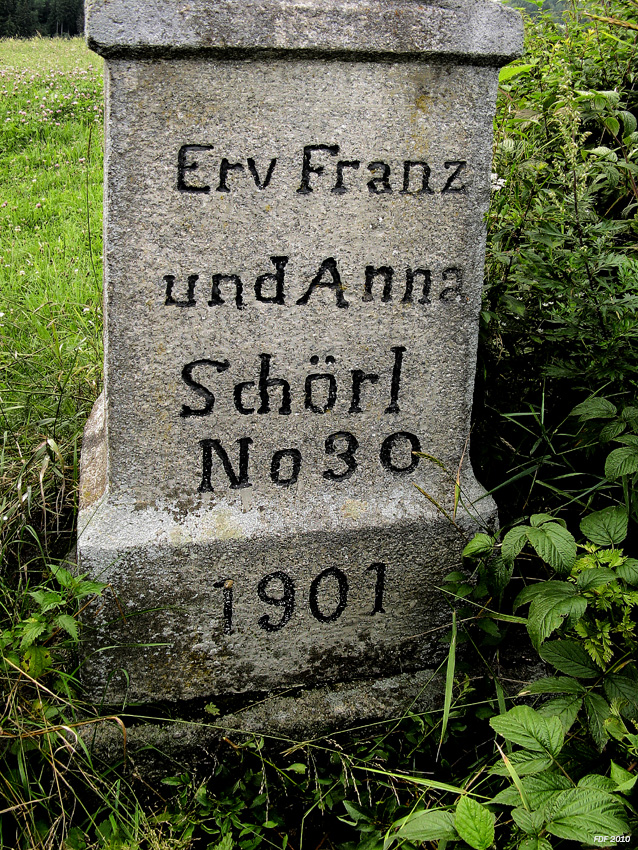 Erv Franz
und Anna
Schörl
No 30
1901
FDF 2010